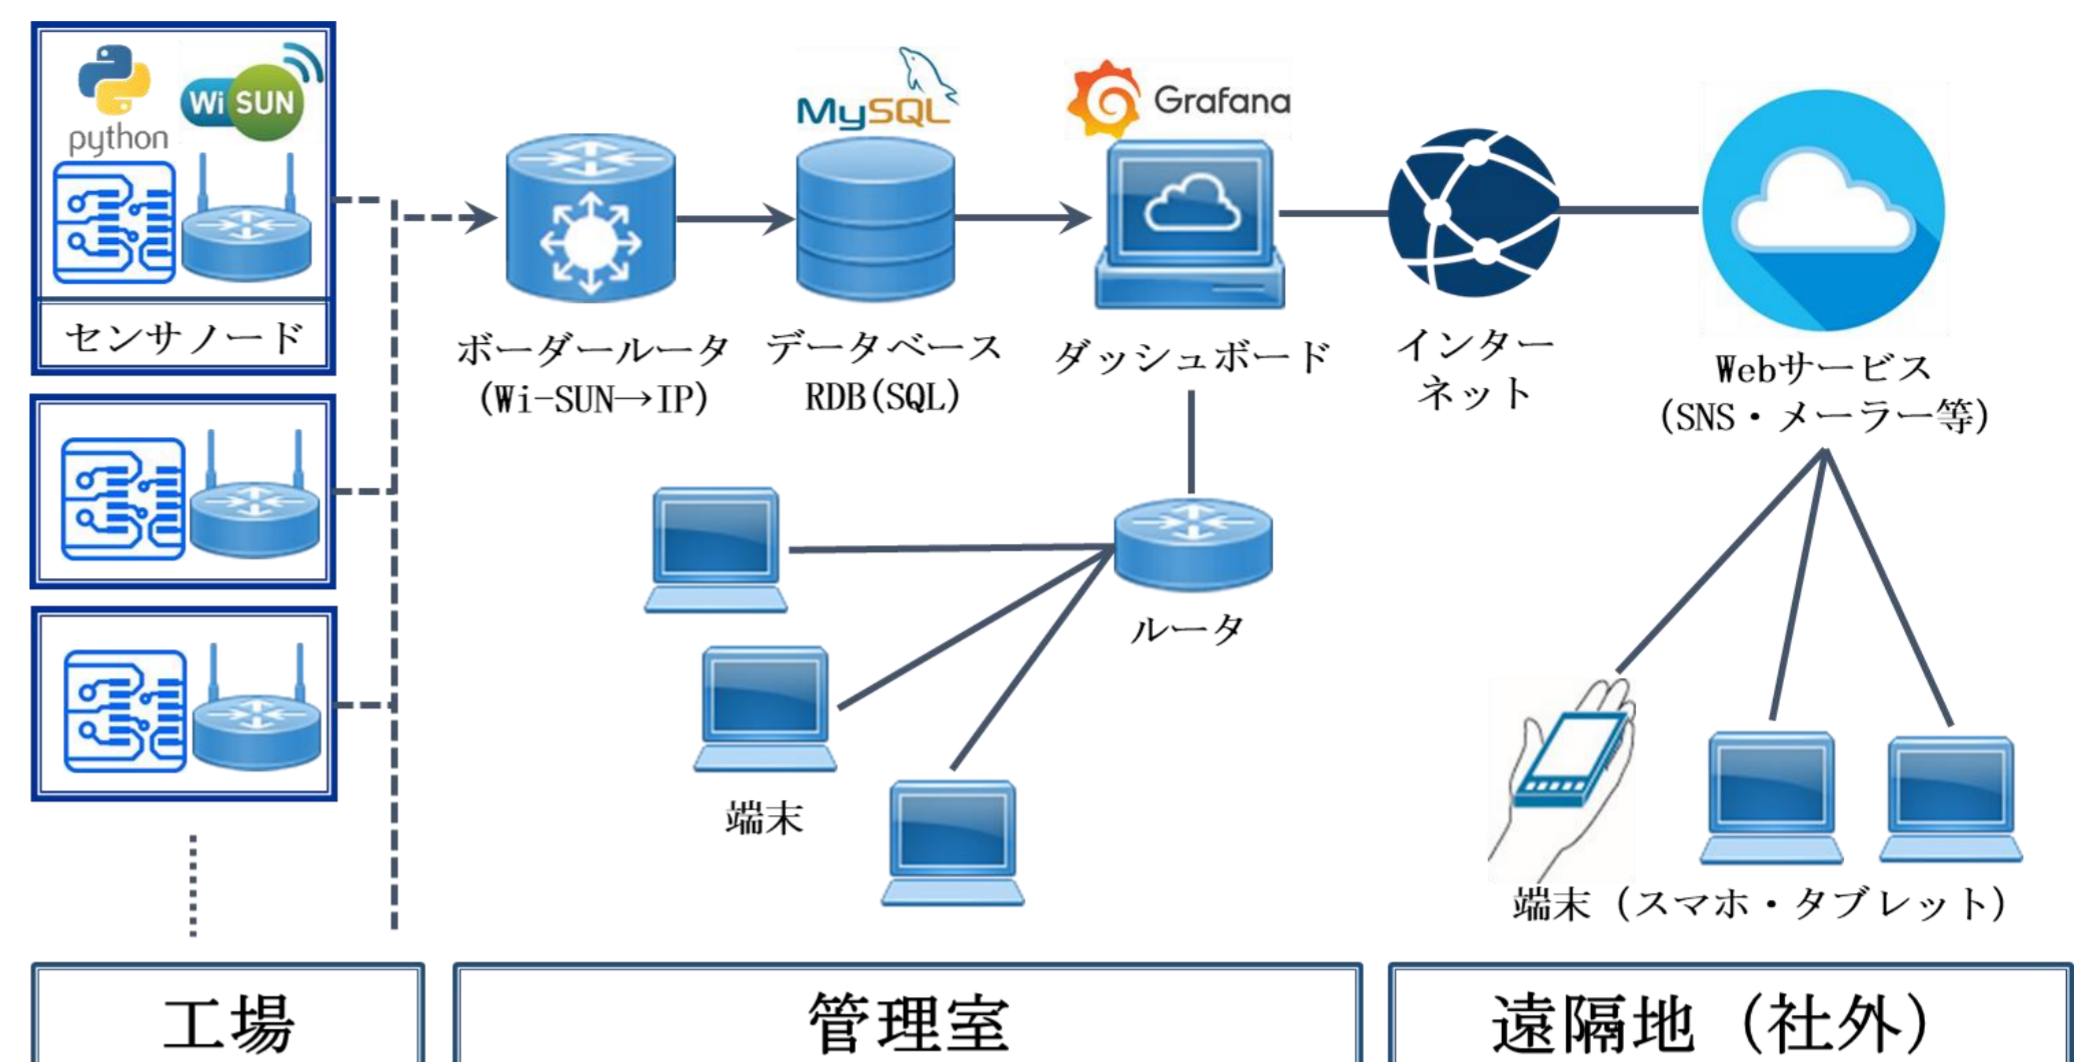 python
Wi SUN
センサノード
ボーダールータ
(Wi-SUN→IP)
MySQL
データベース
RDB(SQL)
Grafana
ダッシュボード
インター
ネット
Webサービス
(SNS・メーラー等)
ルータ
端末
端末（スマホ・タブレット）
工場
管理室
遠隔地（社外）